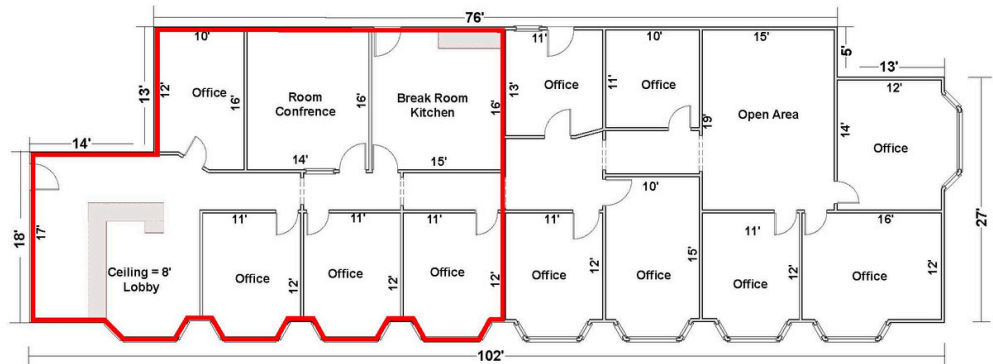 76'
10'
11'
10'
15'
5'
13'
13'
12'
Office
16'
Room
Confrence
16'
Break Room
Kitchen
16'
13'
Office
11'
Office
19'
Open Area
12'
14'
Office
14'
14'
15'
10'
18'
17'
Ceiling = 8'
Lobby
11'
Office
12'
11'
Office
12'
11'
Office
12'
11'
Office
12'
Office
15'
11'
Office
12'
16'
Office
12'
27'
102'